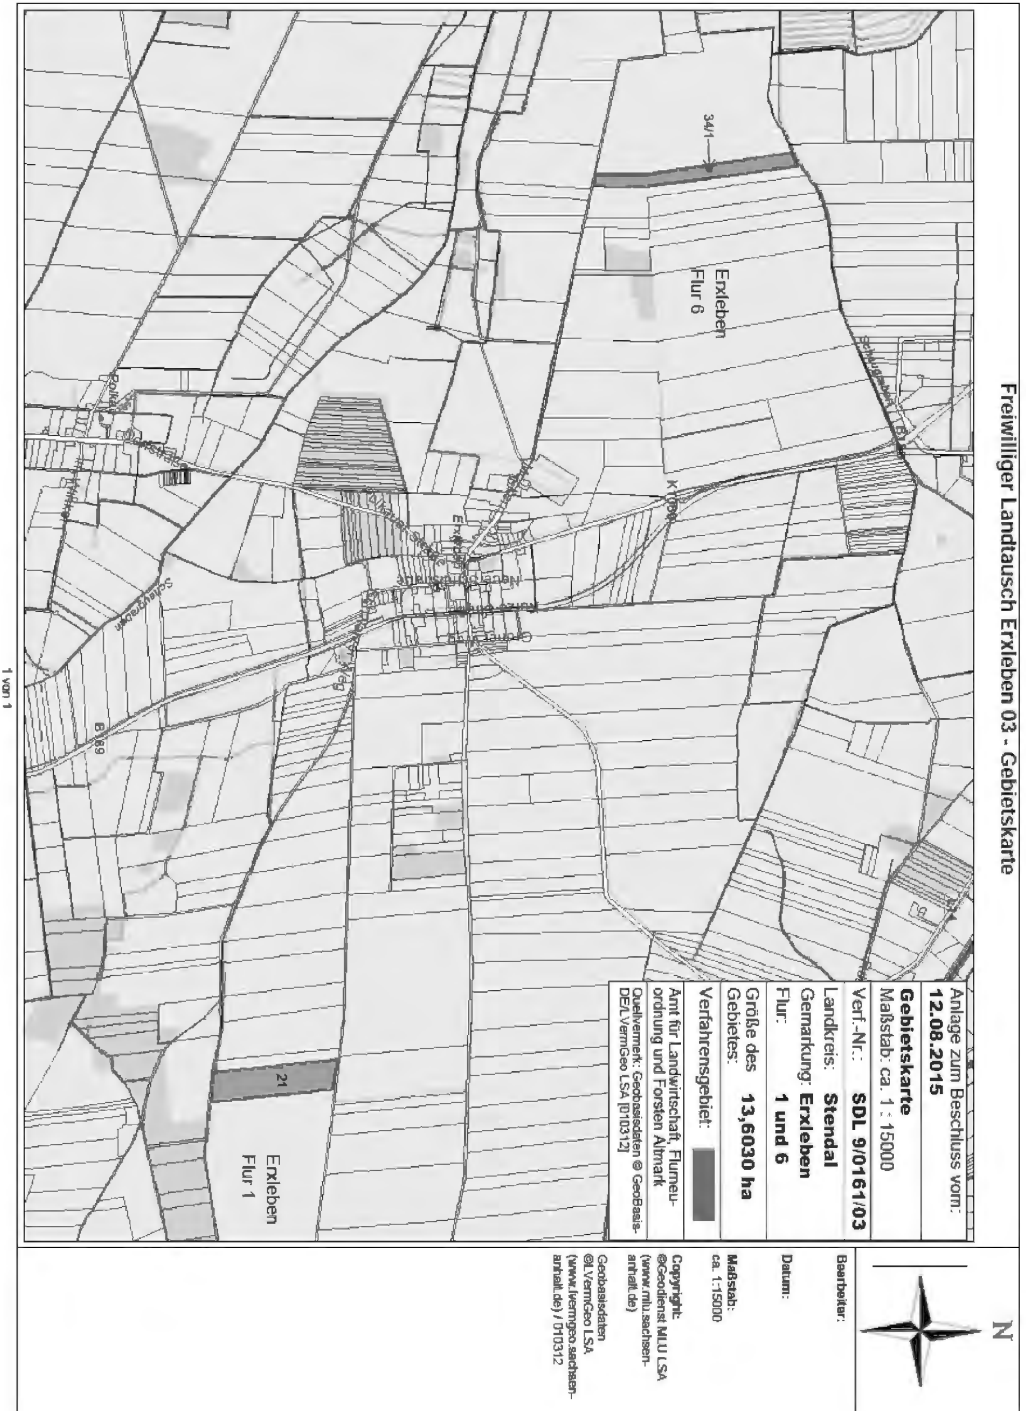 Freiwilliger Landtausch Erxleben 03 - Gebietskarte
N
34/1
Erxleben
Flur 6
K 1069
B189
Schaugraben
Erxleben
Flur 1
21
Anlage zum Beschluss vom:
12.08.2015
Gebietskarte
Maßstab: ca. 1 : 15000
Verf.-Nr.: SDL 9/0161/03
Landkreis: Stendal
Gemarkung: Erxleben
Flur: 1 und 6
Größe des
Gebietes: 13,6030 ha
Verfahrensgebiet:
Amt für Landwirtschaft, Flurneu-
ordnung und Forsten Altmark
Quellvermerk: Geobasisdaten © GeoBasis-
DE/LVermGeo LSA [010312]
Bearbeiter:
Datum:
Maßstab:
ca. 1:15000
Copyright:
©Geodienst MLU LSA
(www.mlu.sachsen-
anhalt.de)
Geobasisdaten
©LVermGeo LSA
(www.lvermgeo.sachsen-
anhalt.de) / 010312
1 von 1